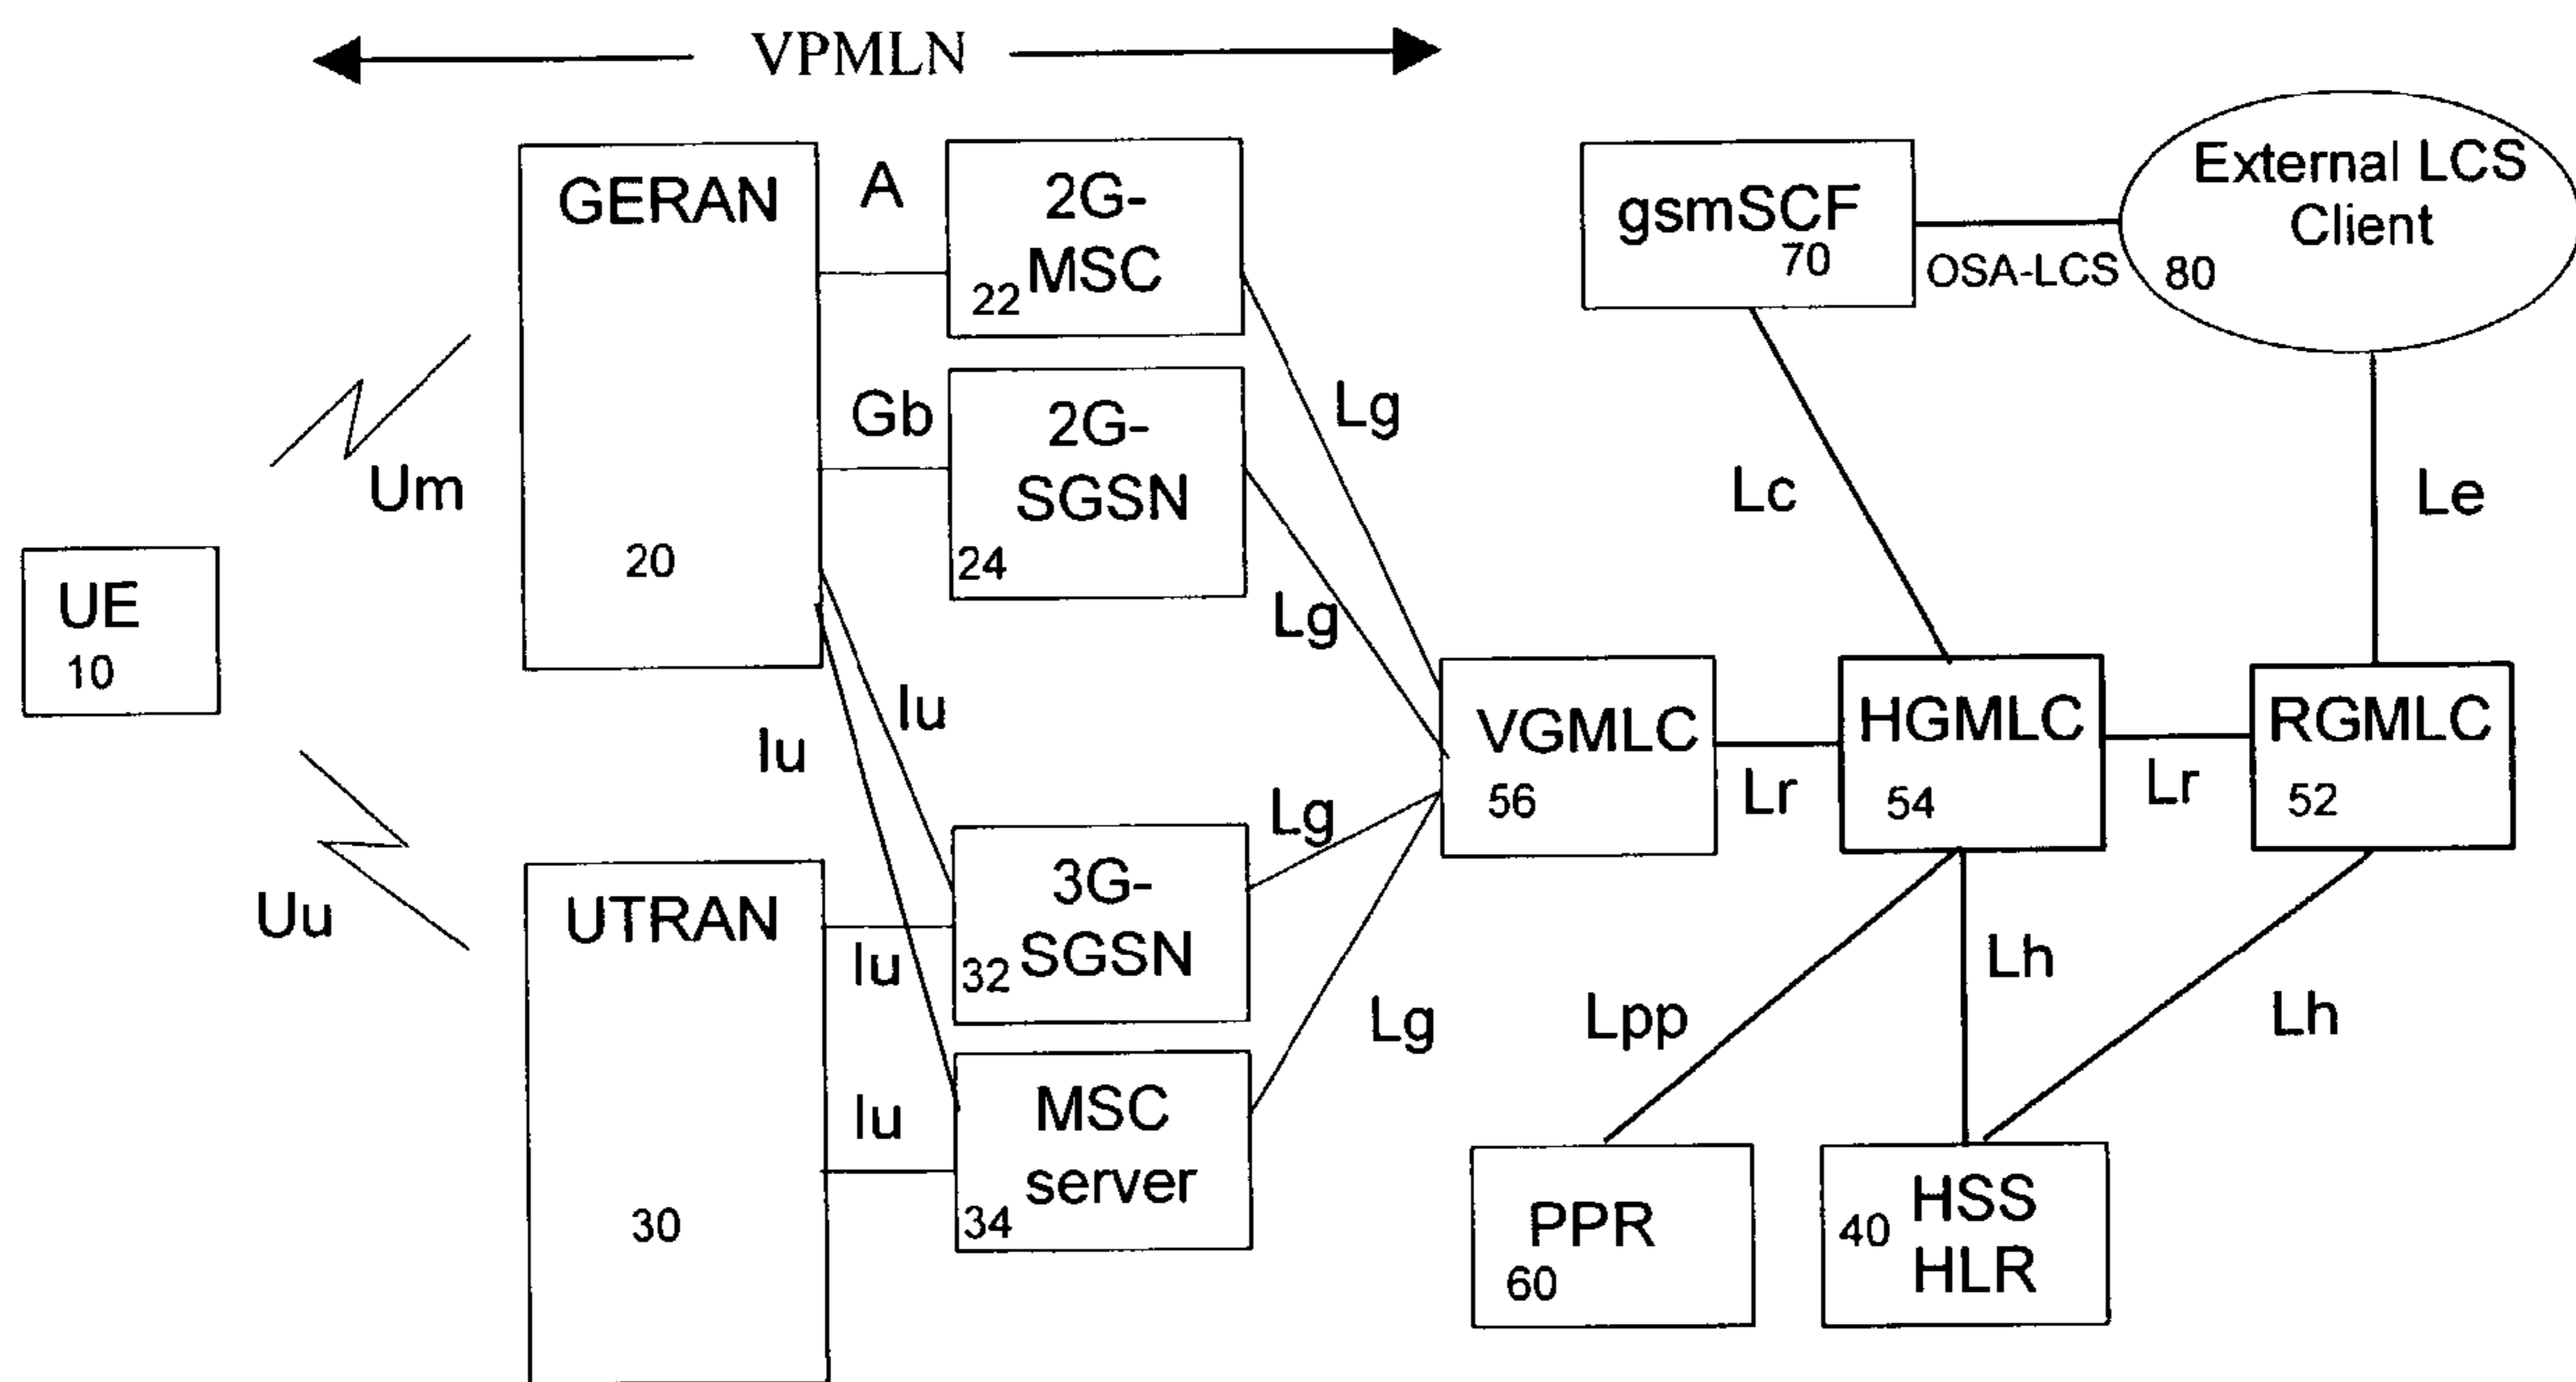 VPMLN
GERAN
20
A
2G-
MSC
22
gsmSCF
70
OSA-LCS
External LCS
Client
80
Um
Gb
2G-
SGSN
24
Lg
Lg
Lc
Le
UE
10
Iu
Iu
VGMLC
56
Lr
HGMLC
54
Lr
RGMLC
52
Uu
UTRAN
30
Iu
3G-
SGSN
32
Lg
Iu
MSC
server
34
Lg
Lpp
Lh
Lh
PPR
60
40
HSS
HLR